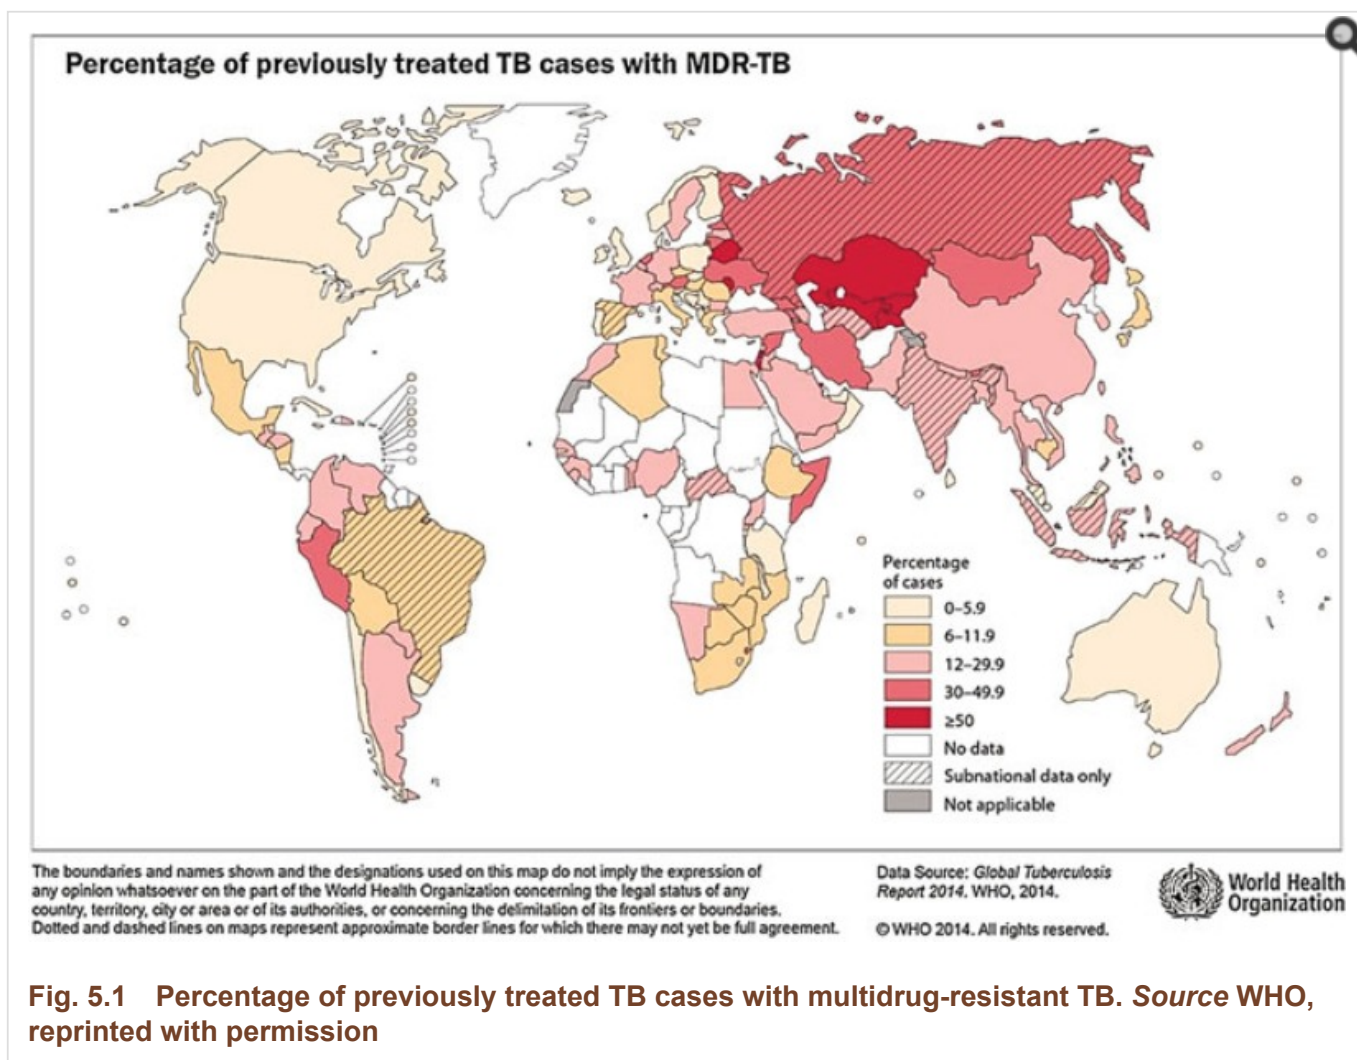 Percentage of previously treated TB cases with MDR-TB
Percentage
of cases
0–5.9
6–11.9
12–29.9
30–49.9
≥50
No data
Subnational data only
Not applicable
The boundaries and names shown and the designations used on this map do not imply the expression of
any opinion whatsoever on the part of the World Health Organization concerning the legal status of any
country, territory, city or area or of its authorities, or concerning the delimitation of its frontiers or boundaries.
Dotted and dashed lines on maps represent approximate border lines for which there may not yet be full agreement.
Data Source: Global Tuberculosis
Report 2014. WHO, 2014.
© WHO 2014. All rights reserved.
World Health
Organization
Fig. 5.1 Percentage of previously treated TB cases with multidrug-resistant TB. Source WHO,
reprinted with permission